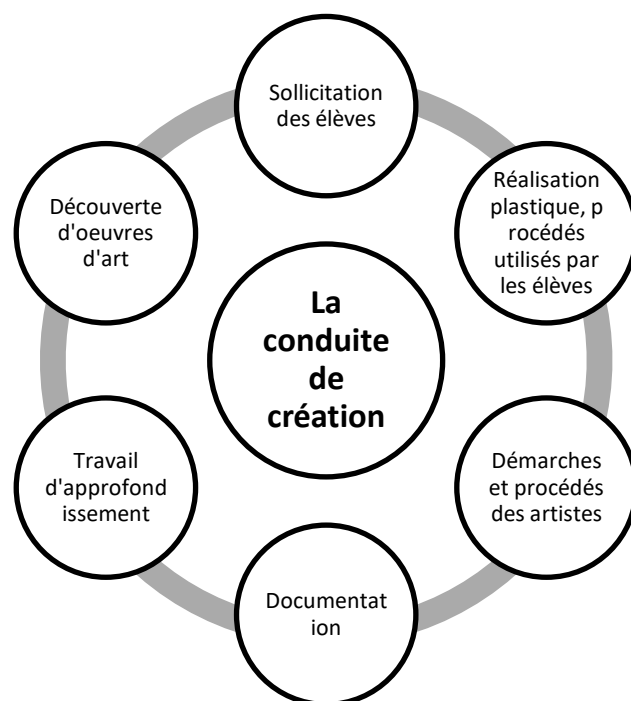 Sollicitation
des élèves
Réalisation
plastique, p
rocédés
utilisés par
les élèves
Démarches
et procédés
des artistes
Documentat
ion
Travail
d'approfond
issement
Découverte
d'oeuvres
d'art
La
conduite
de
création